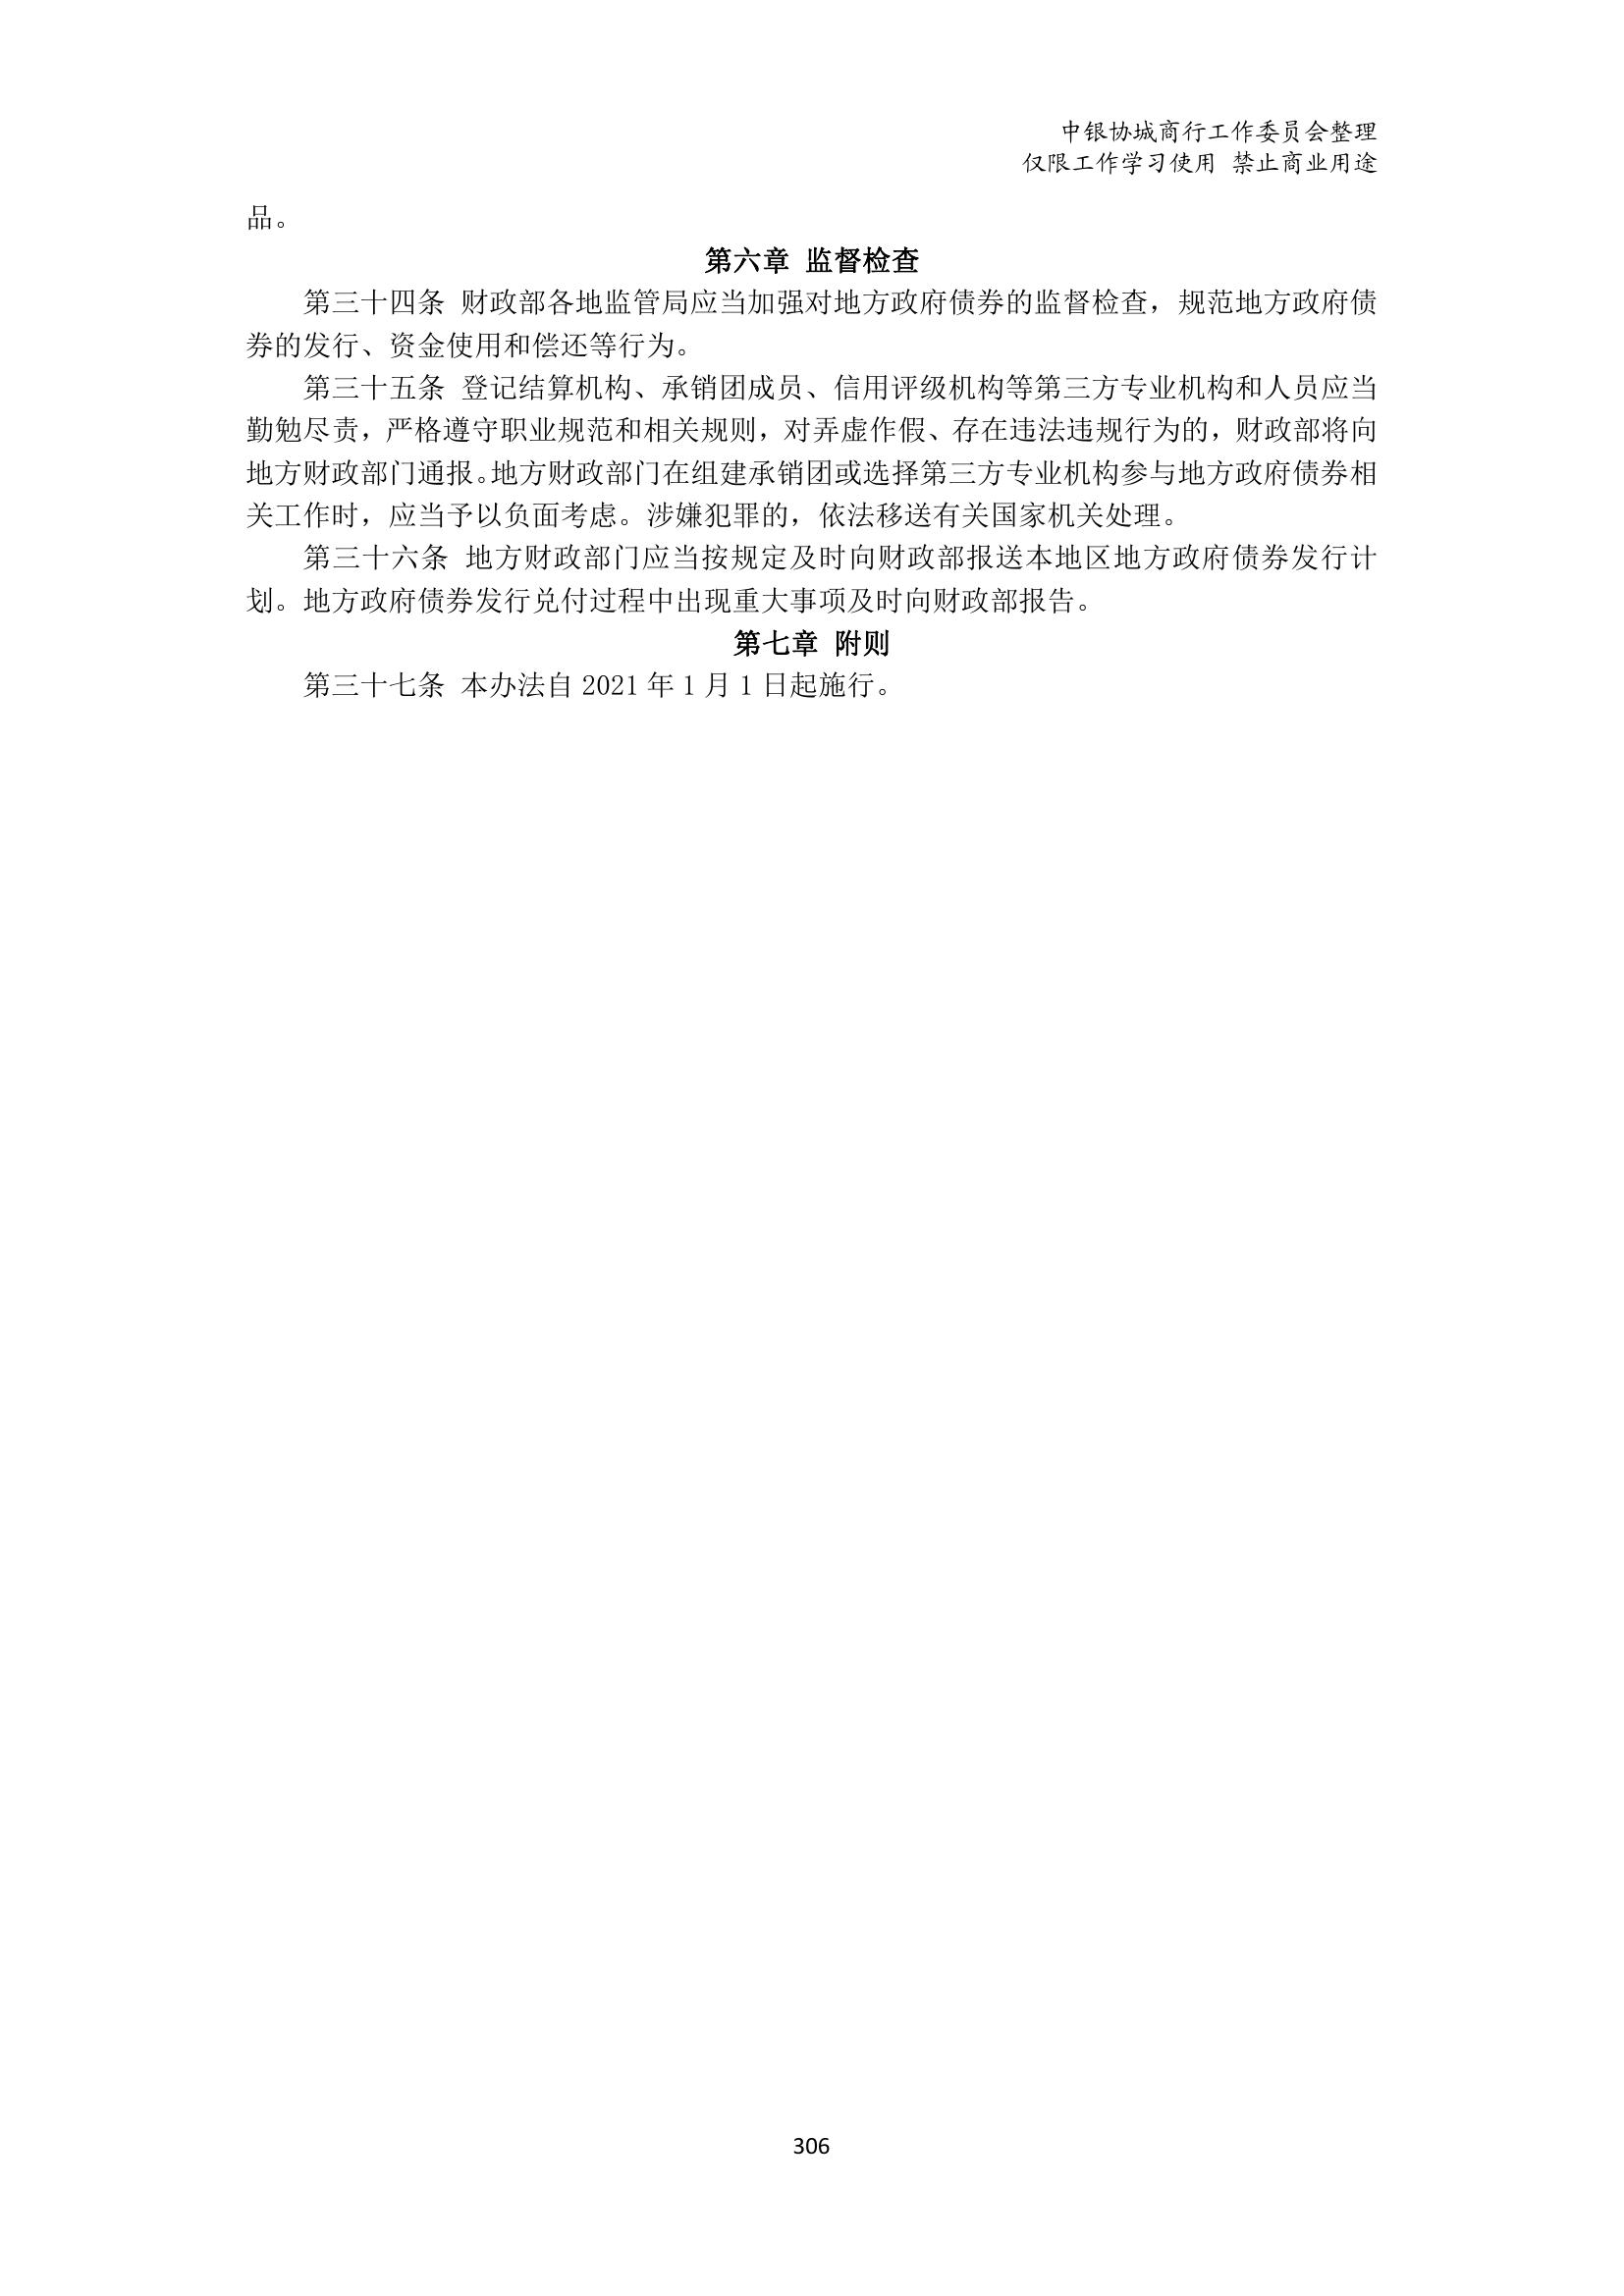 中银协城商行工作委员会整理
仅限工作学习使用 禁止商业用途
品。
第六章 监督检查
第三十四条 财政部各地监管局应当加强对地方政府债券的监督检查，规范地方政府债
券的发行、资金使用和偿还等行为。
第三十五条 登记结算机构、承销团成员、信用评级机构等第三方专业机构和人员应当
勤勉尽责，严格遵守职业规范和相关规则，对弄虚作假、存在违法违规行为的，财政部将向
地方财政部门通报。地方财政部门在组建承销团或选择第三方专业机构参与地方政府债券相
关工作时，应当予以负面考虑。涉嫌犯罪的，依法移送有关国家机关处理。
第三十六条 地方财政部门应当按规定及时向财政部报送本地区地方政府债券发行计
划。地方政府债券发行兑付过程中出现重大事项及时向财政部报告。
第七章 附则
第三十七条 本办法自 2021 年 1 月 1 日起施行。
306